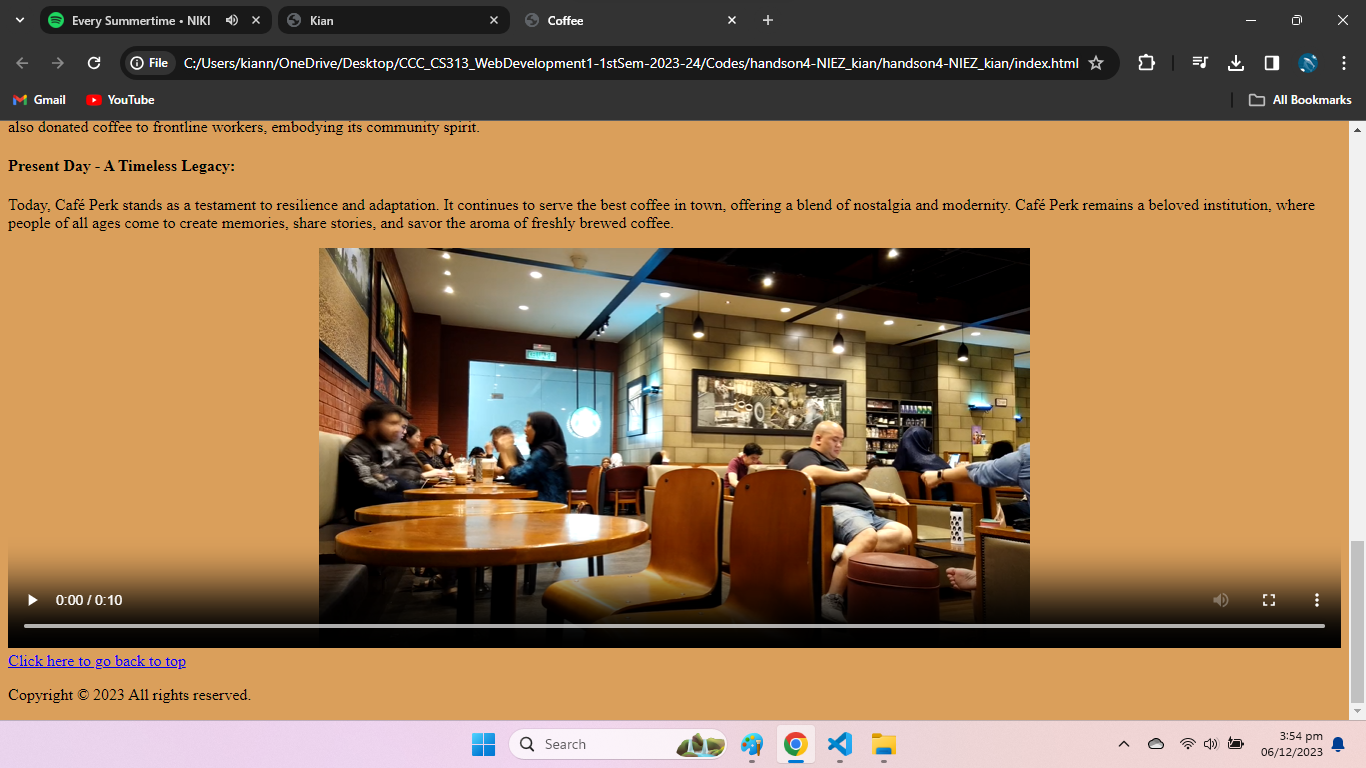 Every Summertime • NIKI
Kian
Coffee
File
C:/Users/kiann/OneDrive/Desktop/CCC_CS313_WebDevelopment1-1stSem-2023-24/Codes/handson4-NIEZ_kian/handson4-NIEZ_kian/index.html
Gmail
YouTube
All Bookmarks
also donated coffee to frontline workers, embodying its community spirit.
Present Day - A Timeless Legacy:
Today, Café Perk stands as a testament to resilience and adaptation. It continues to serve the best coffee in town, offering a blend of nostalgia and modernity. Café Perk remains a beloved institution, where
people of all ages come to create memories, share stories, and savor the aroma of freshly brewed coffee.
0:00 / 0:10
Click here to go back to top
Copyright © 2023 All rights reserved.
Search
3:54 pm
06/12/2023